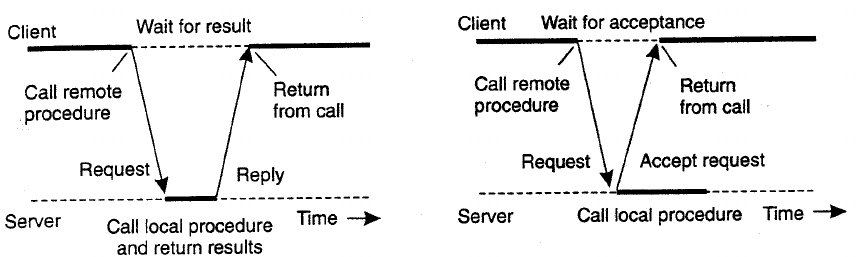 Client
Wait for result
Call remote
procedure
Return
from call
Request
Reply
Server
Call local procedure
and return results
Time
Client
Wait for acceptance
Call remote
procedure
Return
from call
Request
Accept request
Server
Call local procedure
Time